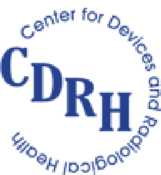 Center for Devices and Radiological Health
CDRH